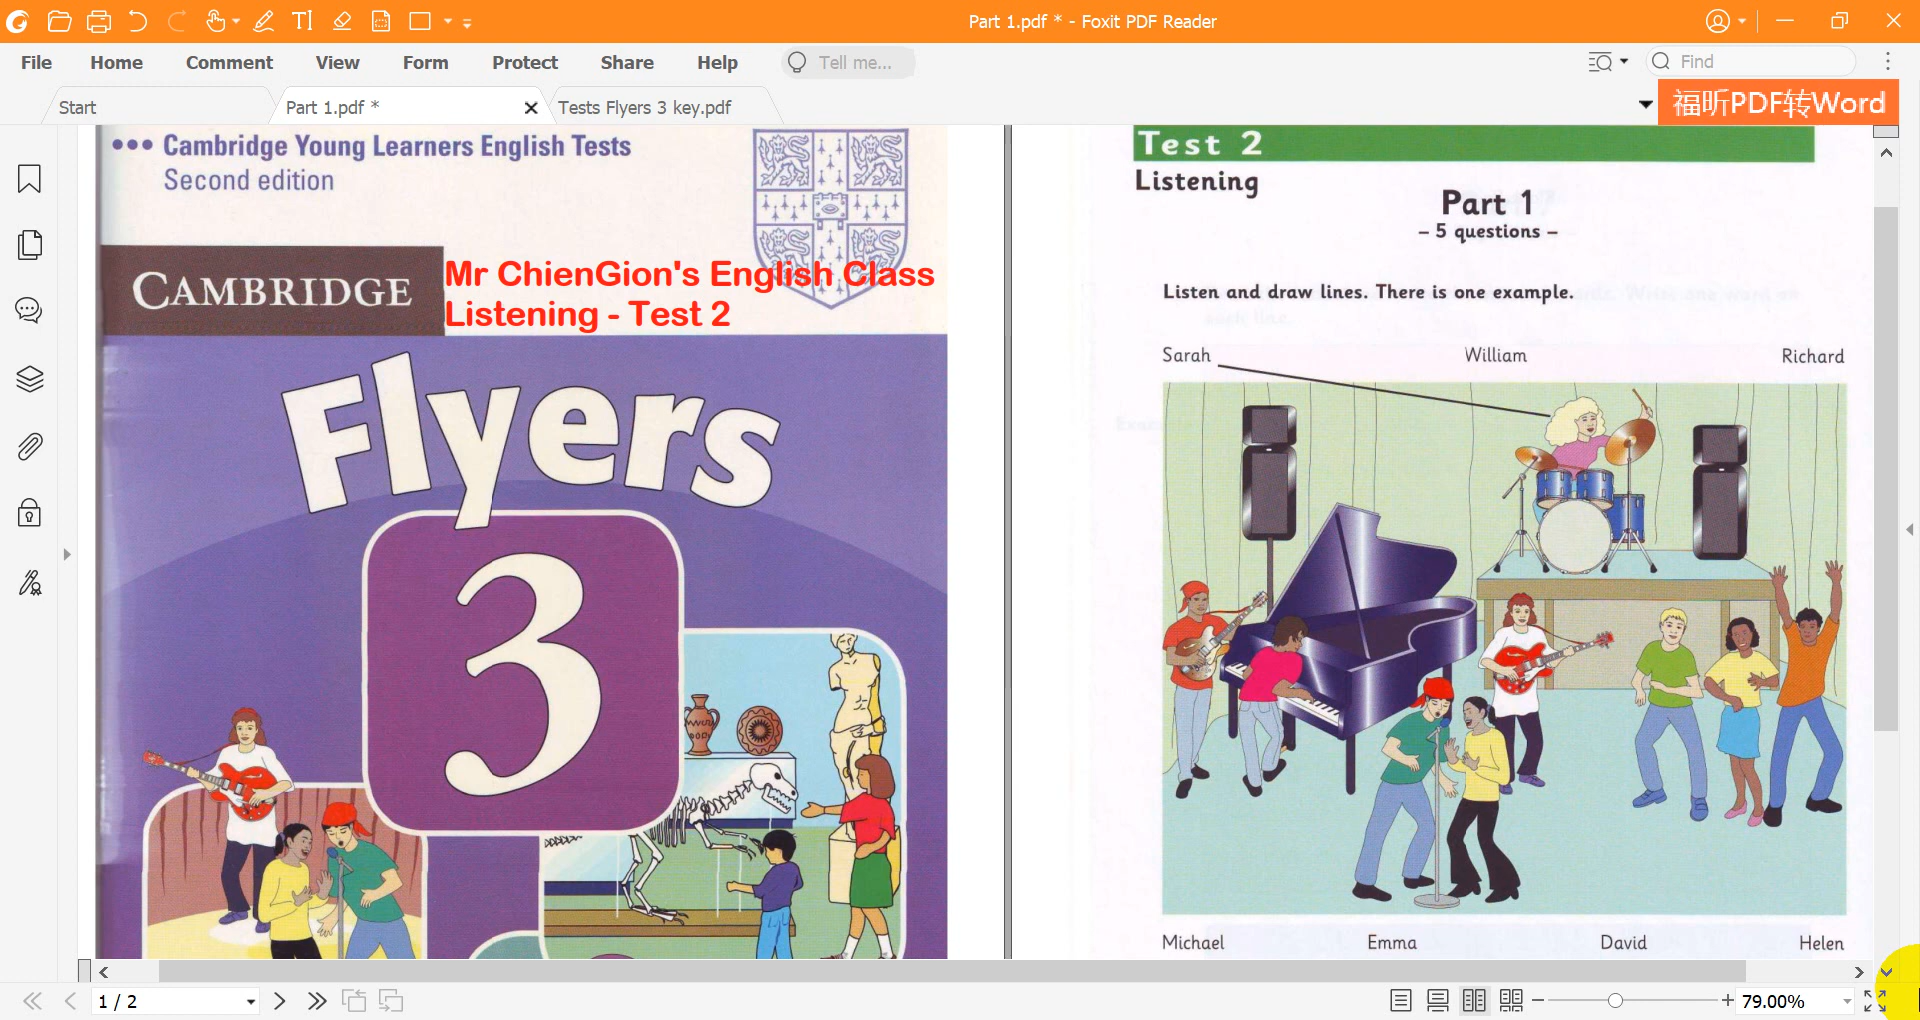 Part 1.pdf * - Foxit PDF Reader
File Home Comment View Form Protect Share Help Tell me... Find
Start Part 1.pdf * Tests Flyers 3 key.pdf 福昕PDF转Word
Cambridge Young Learners English Tests
Second edition
CAMBRIDGE
Mr ChienGion's English Class
Listening - Test 2
Flyers
3
Test 2
Listening
Part 1
– 5 questions –
Listen and draw lines. There is one example.
Sarah William Richard
Michael Emma David Helen
1 / 2 79.00%